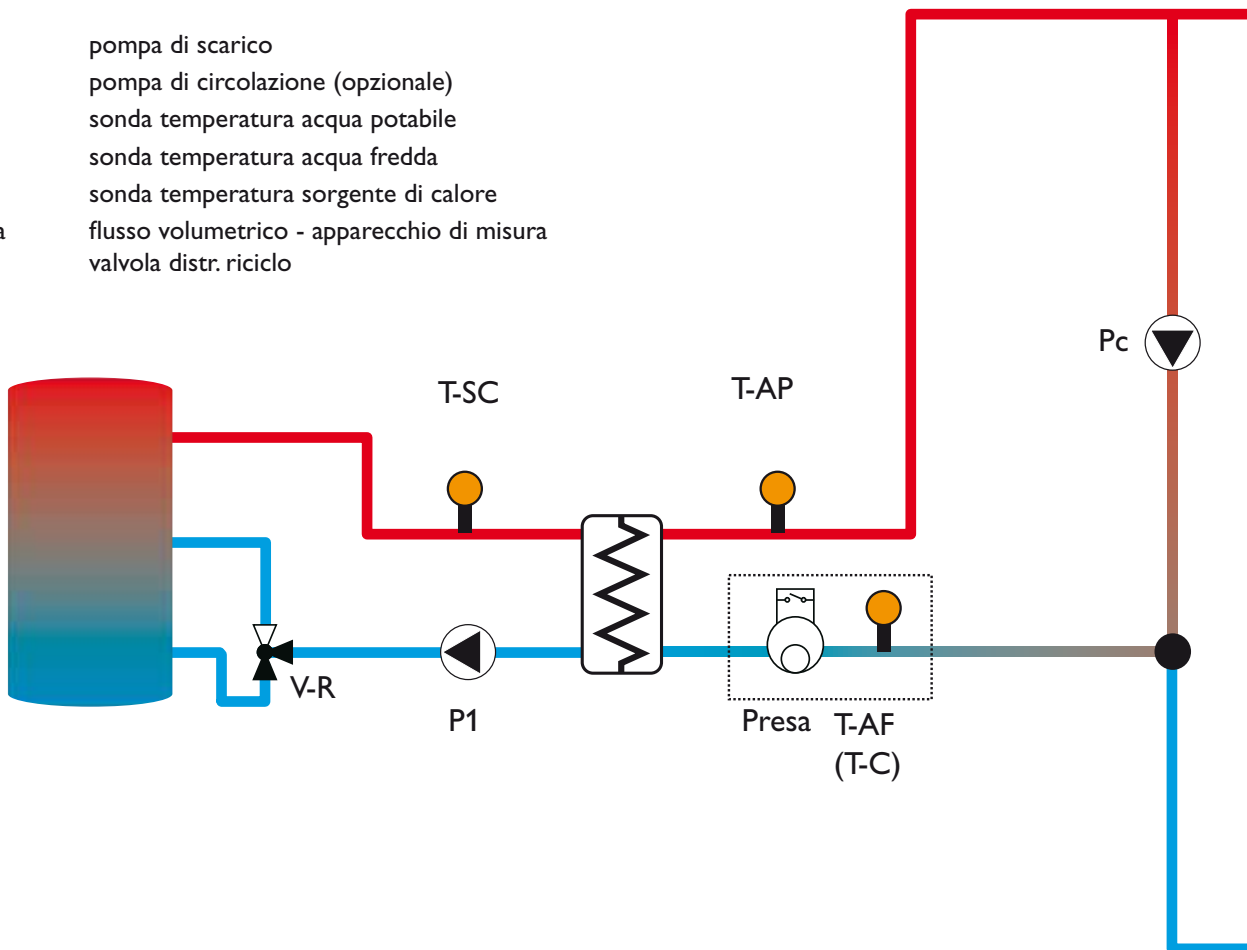 pompa di scarico
pompa di circolazione (opzionale)
sonda temperatura acqua potabile
sonda temperatura acqua fredda
sonda temperatura sorgente di calore
a flusso volumetrico - apparecchio di misura
valvola distr. riciclo
Pc
T-SC
T-AP
V-R
P1
Presa
T-AF
(T-C)